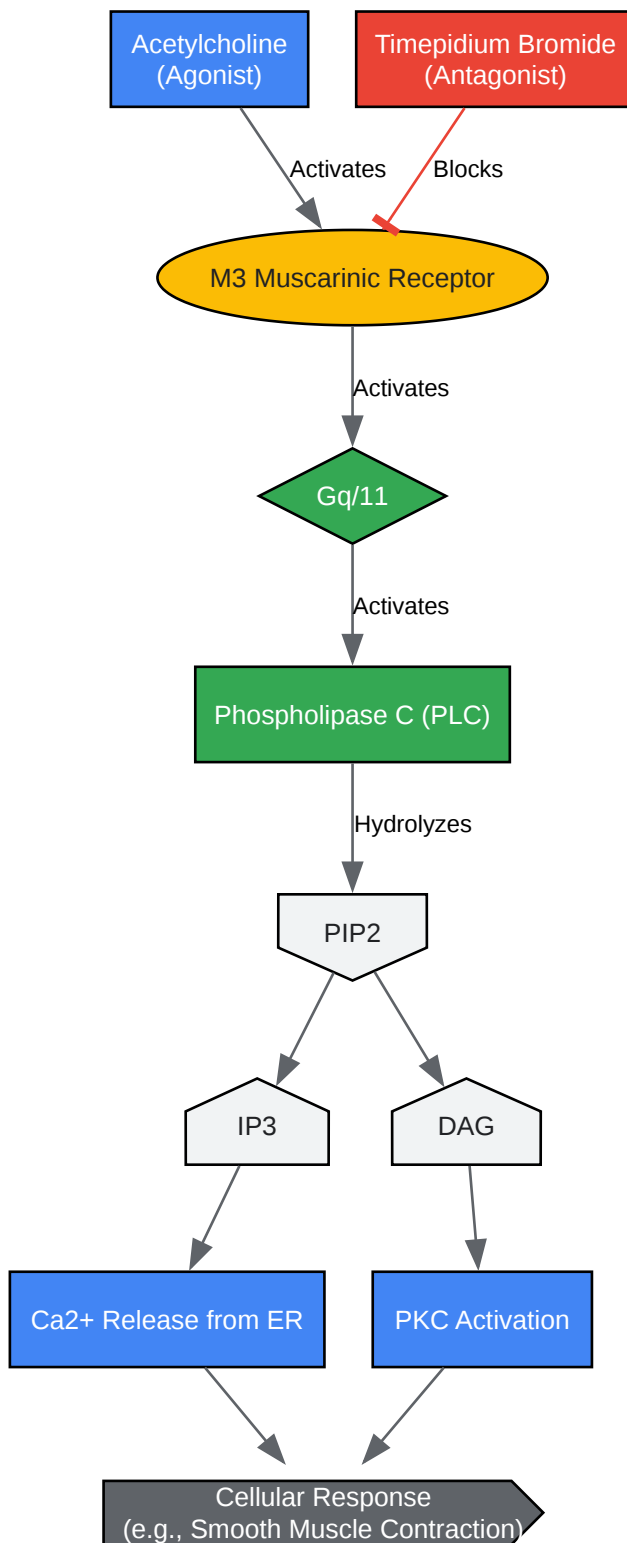 Acetylcholine
(Agonist)
Timepidium Bromide
(Antagonist)
Activates
Blocks
M3 Muscarinic Receptor
Activates
Gq/11
Activates
Phospholipase C (PLC)
Hydrolyzes
PIP2
IP3
DAG
Ca2+ Release from ER
PKC Activation
Cellular Response
(e.g., Smooth Muscle Contraction)